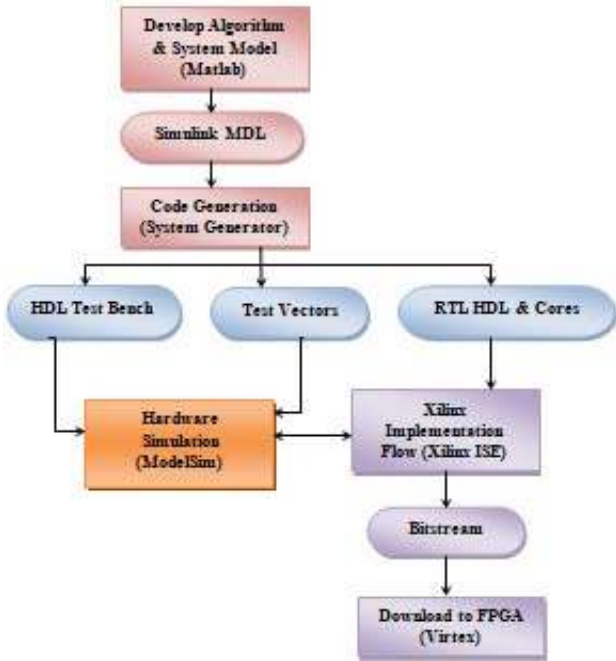 Develop Algorithm
& System Model
(Matlab)
Simulink MDL
Code Generation
(System Generator)
HDL Test Bench
Test Vectors
RTL HDL & Cores
Hardware
Simulation
(ModelSim)
Xilinx
Implementation
Flow (Xilinx ISE)
Bitstream
Download to FPGA
(Virtex)